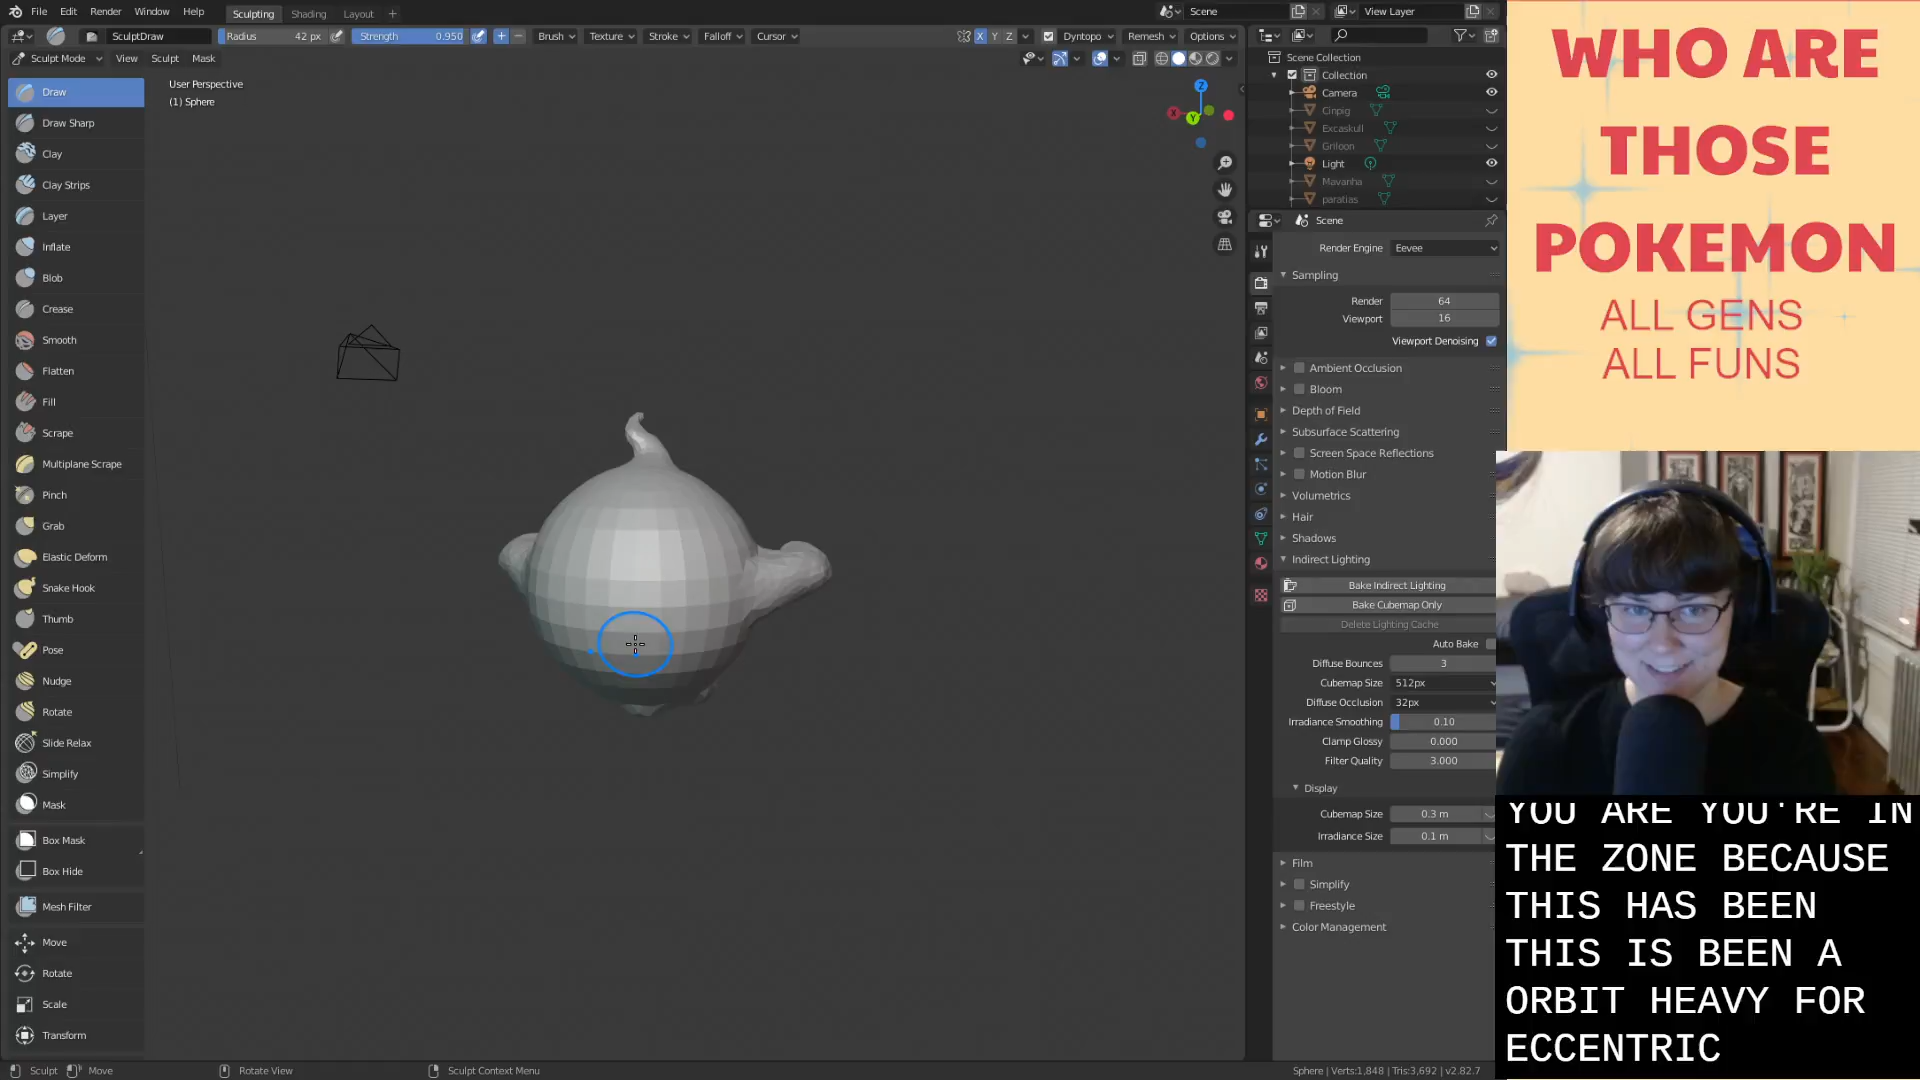 File Edit Render Window Help
Sculpting Shading Layout +
Scene
View Layer
SculptDraw
Radius 42 px
Strength 0.950
Brush Texture Stroke Falloff Cursor
X Y Z
Dyntopo Remesh Options
Sculpt Mode View Sculpt Mask
User Perspective
(1) Sphere
Z
X
Y
Draw
Draw Sharp
Clay
Clay Strips
Layer
Inflate
Blob
Crease
Smooth
Flatten
Fill
Scrape
Multiplane Scrape
Pinch
Grab
Elastic Deform
Snake Hook
Thumb
Pose
Nudge
Rotate
Slide Relax
Simplify
Mask
Box Mask
Box Hide
Mesh Filter
Move
Rotate
Scale
Transform
Scene Collection
Collection
Camera
Cinpig
Excaskull
Griloon
Light
Mavanha
paratias
Scene
Render Engine Eevee
Sampling
Render 64
Viewport 16
Viewport Denoising
Ambient Occlusion
Bloom
Depth of Field
Subsurface Scattering
Screen Space Reflections
Motion Blur
Volumetrics
Hair
Shadows
Indirect Lighting
Bake Indirect Lighting
Bake Cubemap Only
Delete Lighting Cache
Auto Bake
Diffuse Bounces 3
Cubemap Size 512px
Diffuse Occlusion 32px
Irradiance Smoothing 0.10
Clamp Glossy 0.000
Filter Quality 3.000
Display
Cubemap Size 0.3 m
Irradiance Size 0.1 m
Film
Simplify
Freestyle
Color Management
Sculpt Move Rotate View Sculpt Context Menu
Sphere | Verts:1,848 | Tris:3,692 | v2.82.7
WHO ARE
THOSE
POKEMON
ALL GENS
ALL FUNS
YOU ARE YOU'RE IN
THE ZONE BECAUSE
THIS HAS BEEN
THIS IS BEEN A
ORBIT HEAVY FOR
ECCENTRIC